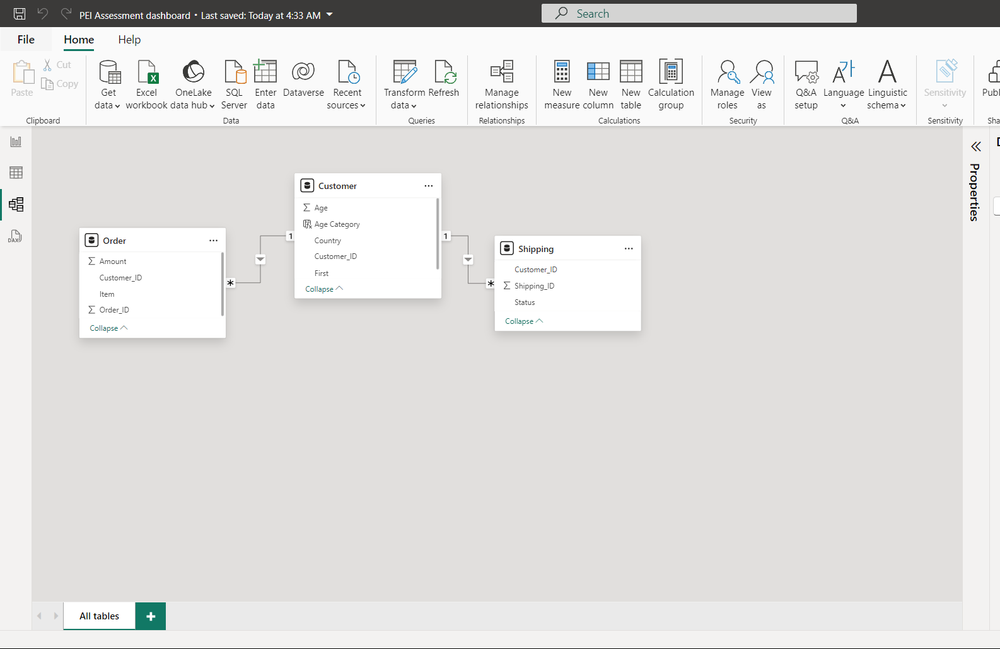 PEI Assessment dashboard • Last saved: Today at 4:33 AM
Search
File Home Help
Paste
Cut
Copy
Clipboard
Get data
Excel workbook
OneLake data hub
SQL Server
Enter data
Dataverse
Recent sources
Data
Transform data
Refresh
Queries
Manage relationships
Relationships
New measure
New column
New table
Calculation group
Calculations
Manage roles
View as
Security
Q&A setup
Language
Linguistic schema
Q&A
Sensitivity
Sensitivity
DAX
Order
Σ Amount
Customer_ID
Item
Σ Order_ID
Collapse
*
1
Customer
Σ Age
Age Category
Country
Customer_ID
First
Collapse
1
*
Shipping
Customer_ID
Σ Shipping_ID
Status
Collapse
Properties
All tables
+